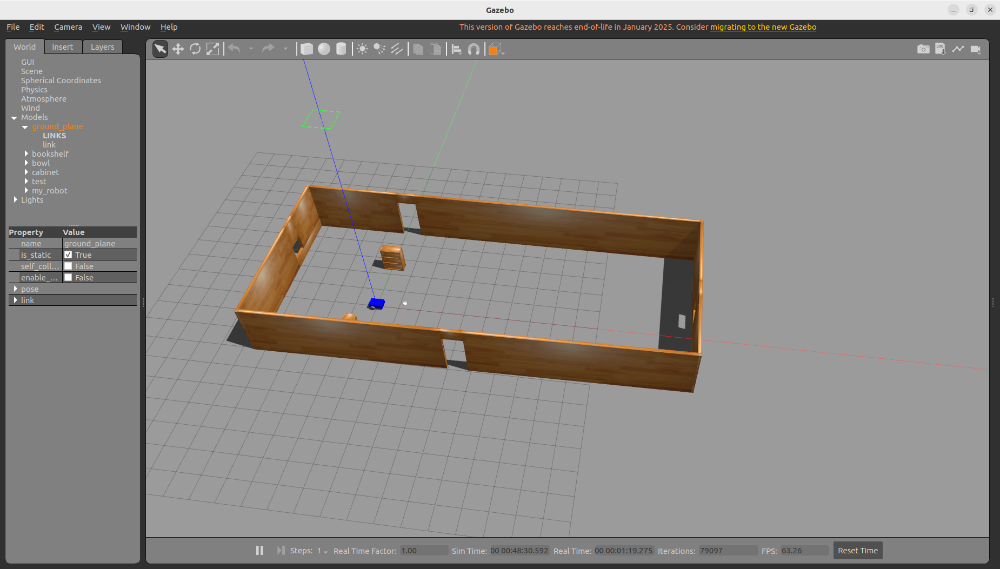 Gazebo
File Edit Camera View Window Help
This version of Gazebo reaches end-of-life in January 2025. Consider migrating to the new Gazebo
World Insert Layers
GUI
Scene
Spherical Coordinates
Physics
Atmosphere
Wind
Models
ground_plane
LINKS
link
bookshelf
bowl
cabinet
test
my_robot
Lights
Property Value
name ground_plane
is_static True
self_coll... False
enable_... False
pose
link
LOG
Steps: 1 Real Time Factor: 1.00 Sim Time: 00 00:48:30.592 Real Time: 00 00:01:19.275 Iterations: 79097 FPS: 63.26 Reset Time